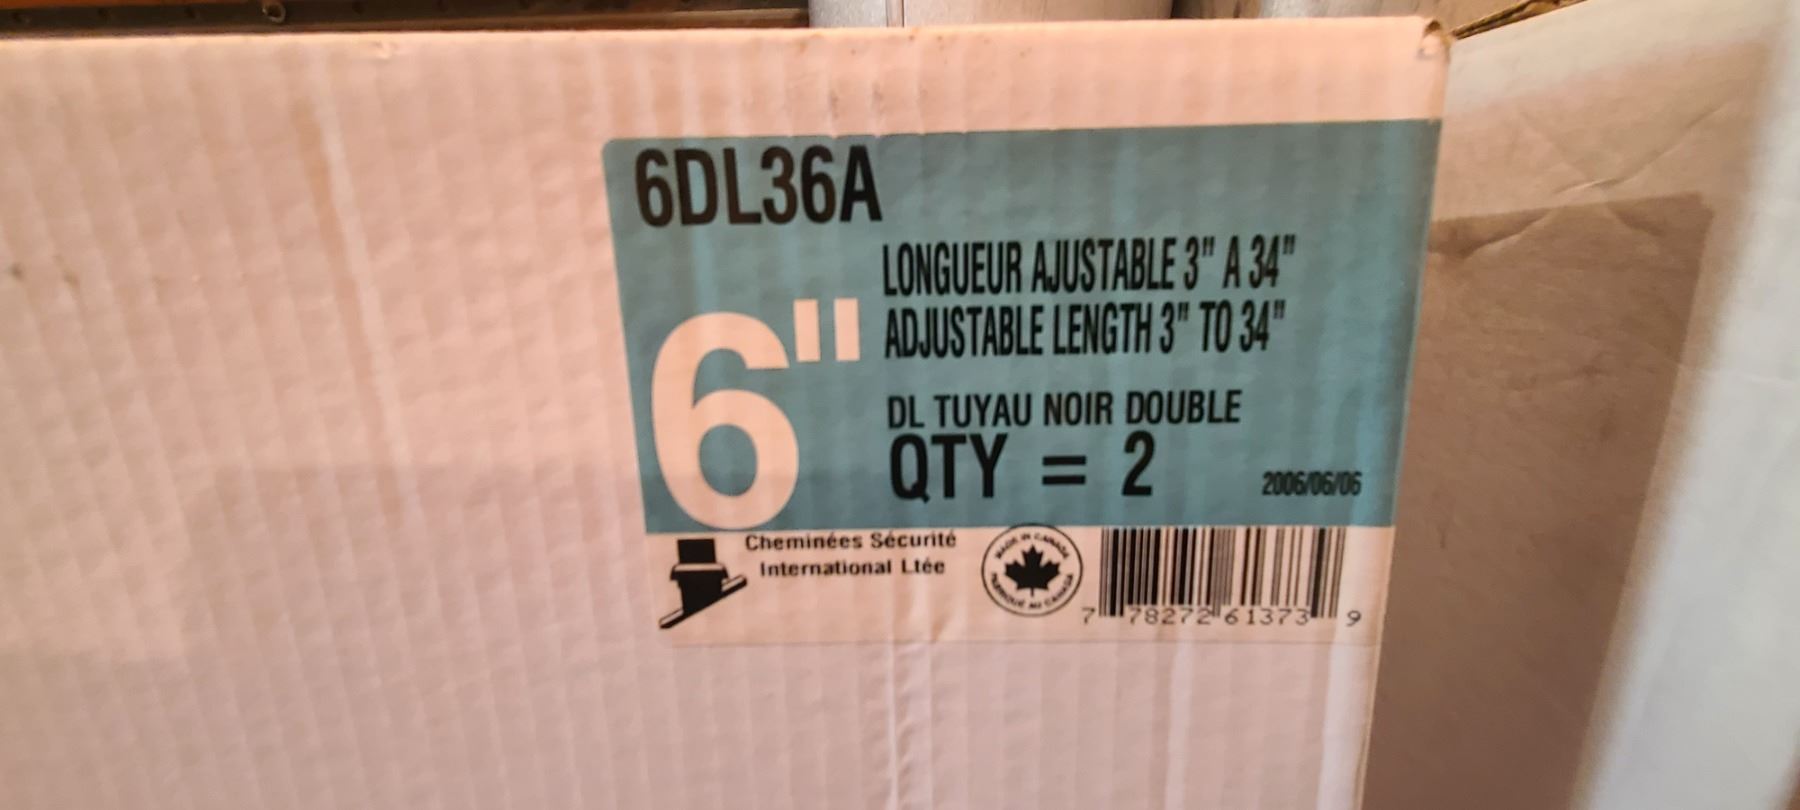 6DL36A
LONGUEUR AJUSTABLE 3" A 34"
6" ADJUSTABLE LENGTH 3" TO 34"
DL TUYAU NOIR DOUBLE
QTY = 2
2006/06/06
Cheminées Sécurité
International Ltée
MADE IN CANADA
FABRIQUÉ AU CANADA
7 78272 61373 9